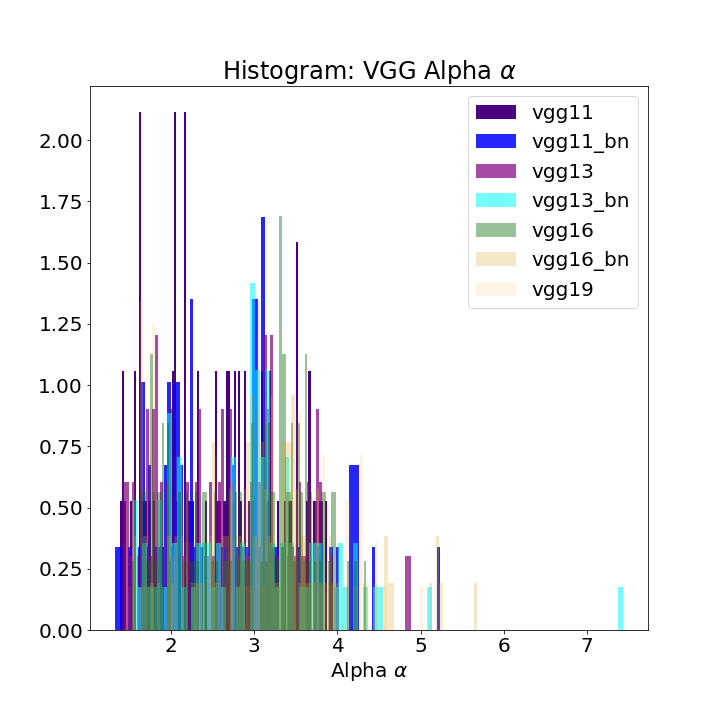 Histogram: VGG Alpha α
2.00
1.75
1.50
1.25
1.00
0.75
0.50
0.25
0.00
vgg11
vgg11_bn
vgg13
vgg13_bn
vgg16
vgg16_bn
vgg19
2 3 4 5 6 7
Alpha α